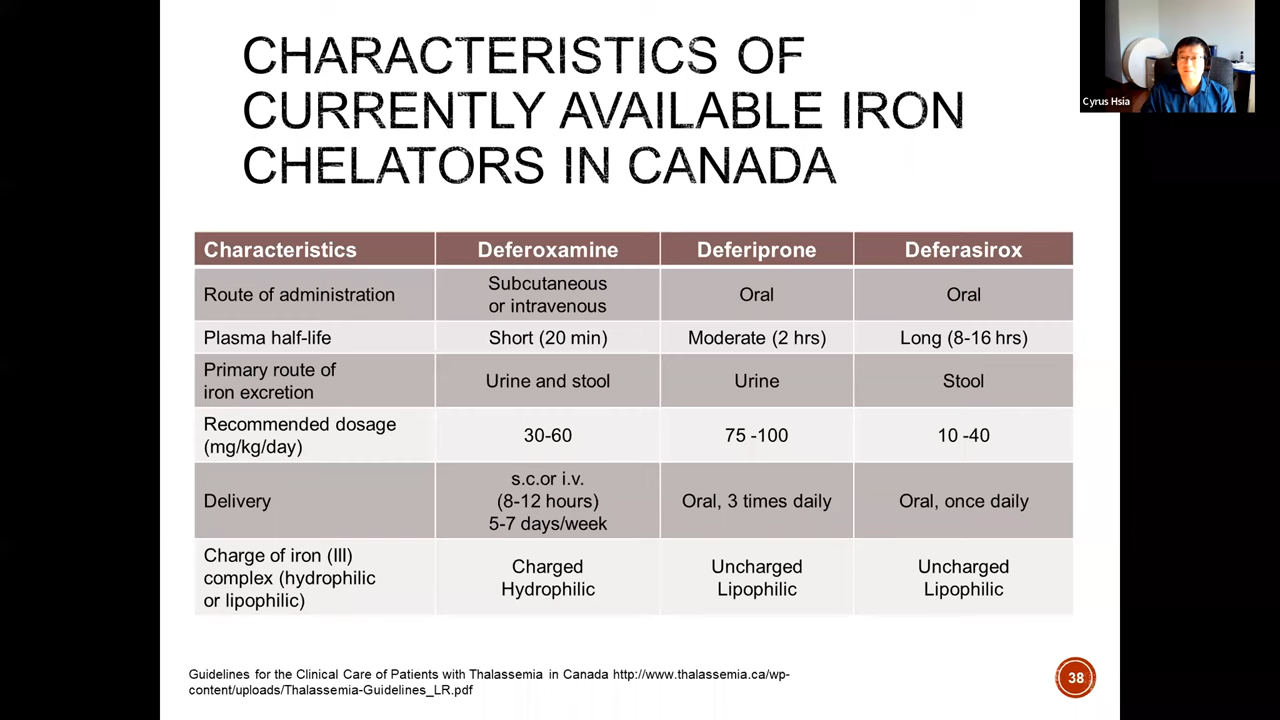 CHARACTERISTICS OF
CURRENTLY AVAILABLE IRON
CHELATORS IN CANADA
Cyrus Hsia
Characteristics Deferoxamine Deferiprone Deferasirox
Route of administration Subcutaneous or intravenous Oral Oral
Plasma half-life Short (20 min) Moderate (2 hrs) Long (8-16 hrs)
Primary route of iron excretion Urine and stool Urine Stool
Recommended dosage (mg/kg/day) 30-60 75 -100 10 -40
Delivery s.c.or i.v. (8-12 hours) 5-7 days/week Oral, 3 times daily Oral, once daily
Charge of iron (III) complex (hydrophilic or lipophilic) Charged Hydrophilic Uncharged Lipophilic Uncharged Lipophilic
Guidelines for the Clinical Care of Patients with Thalassemia in Canada http://www.thalassemia.ca/wp-
content/uploads/Thalassemia-Guidelines_LR.pdf
38